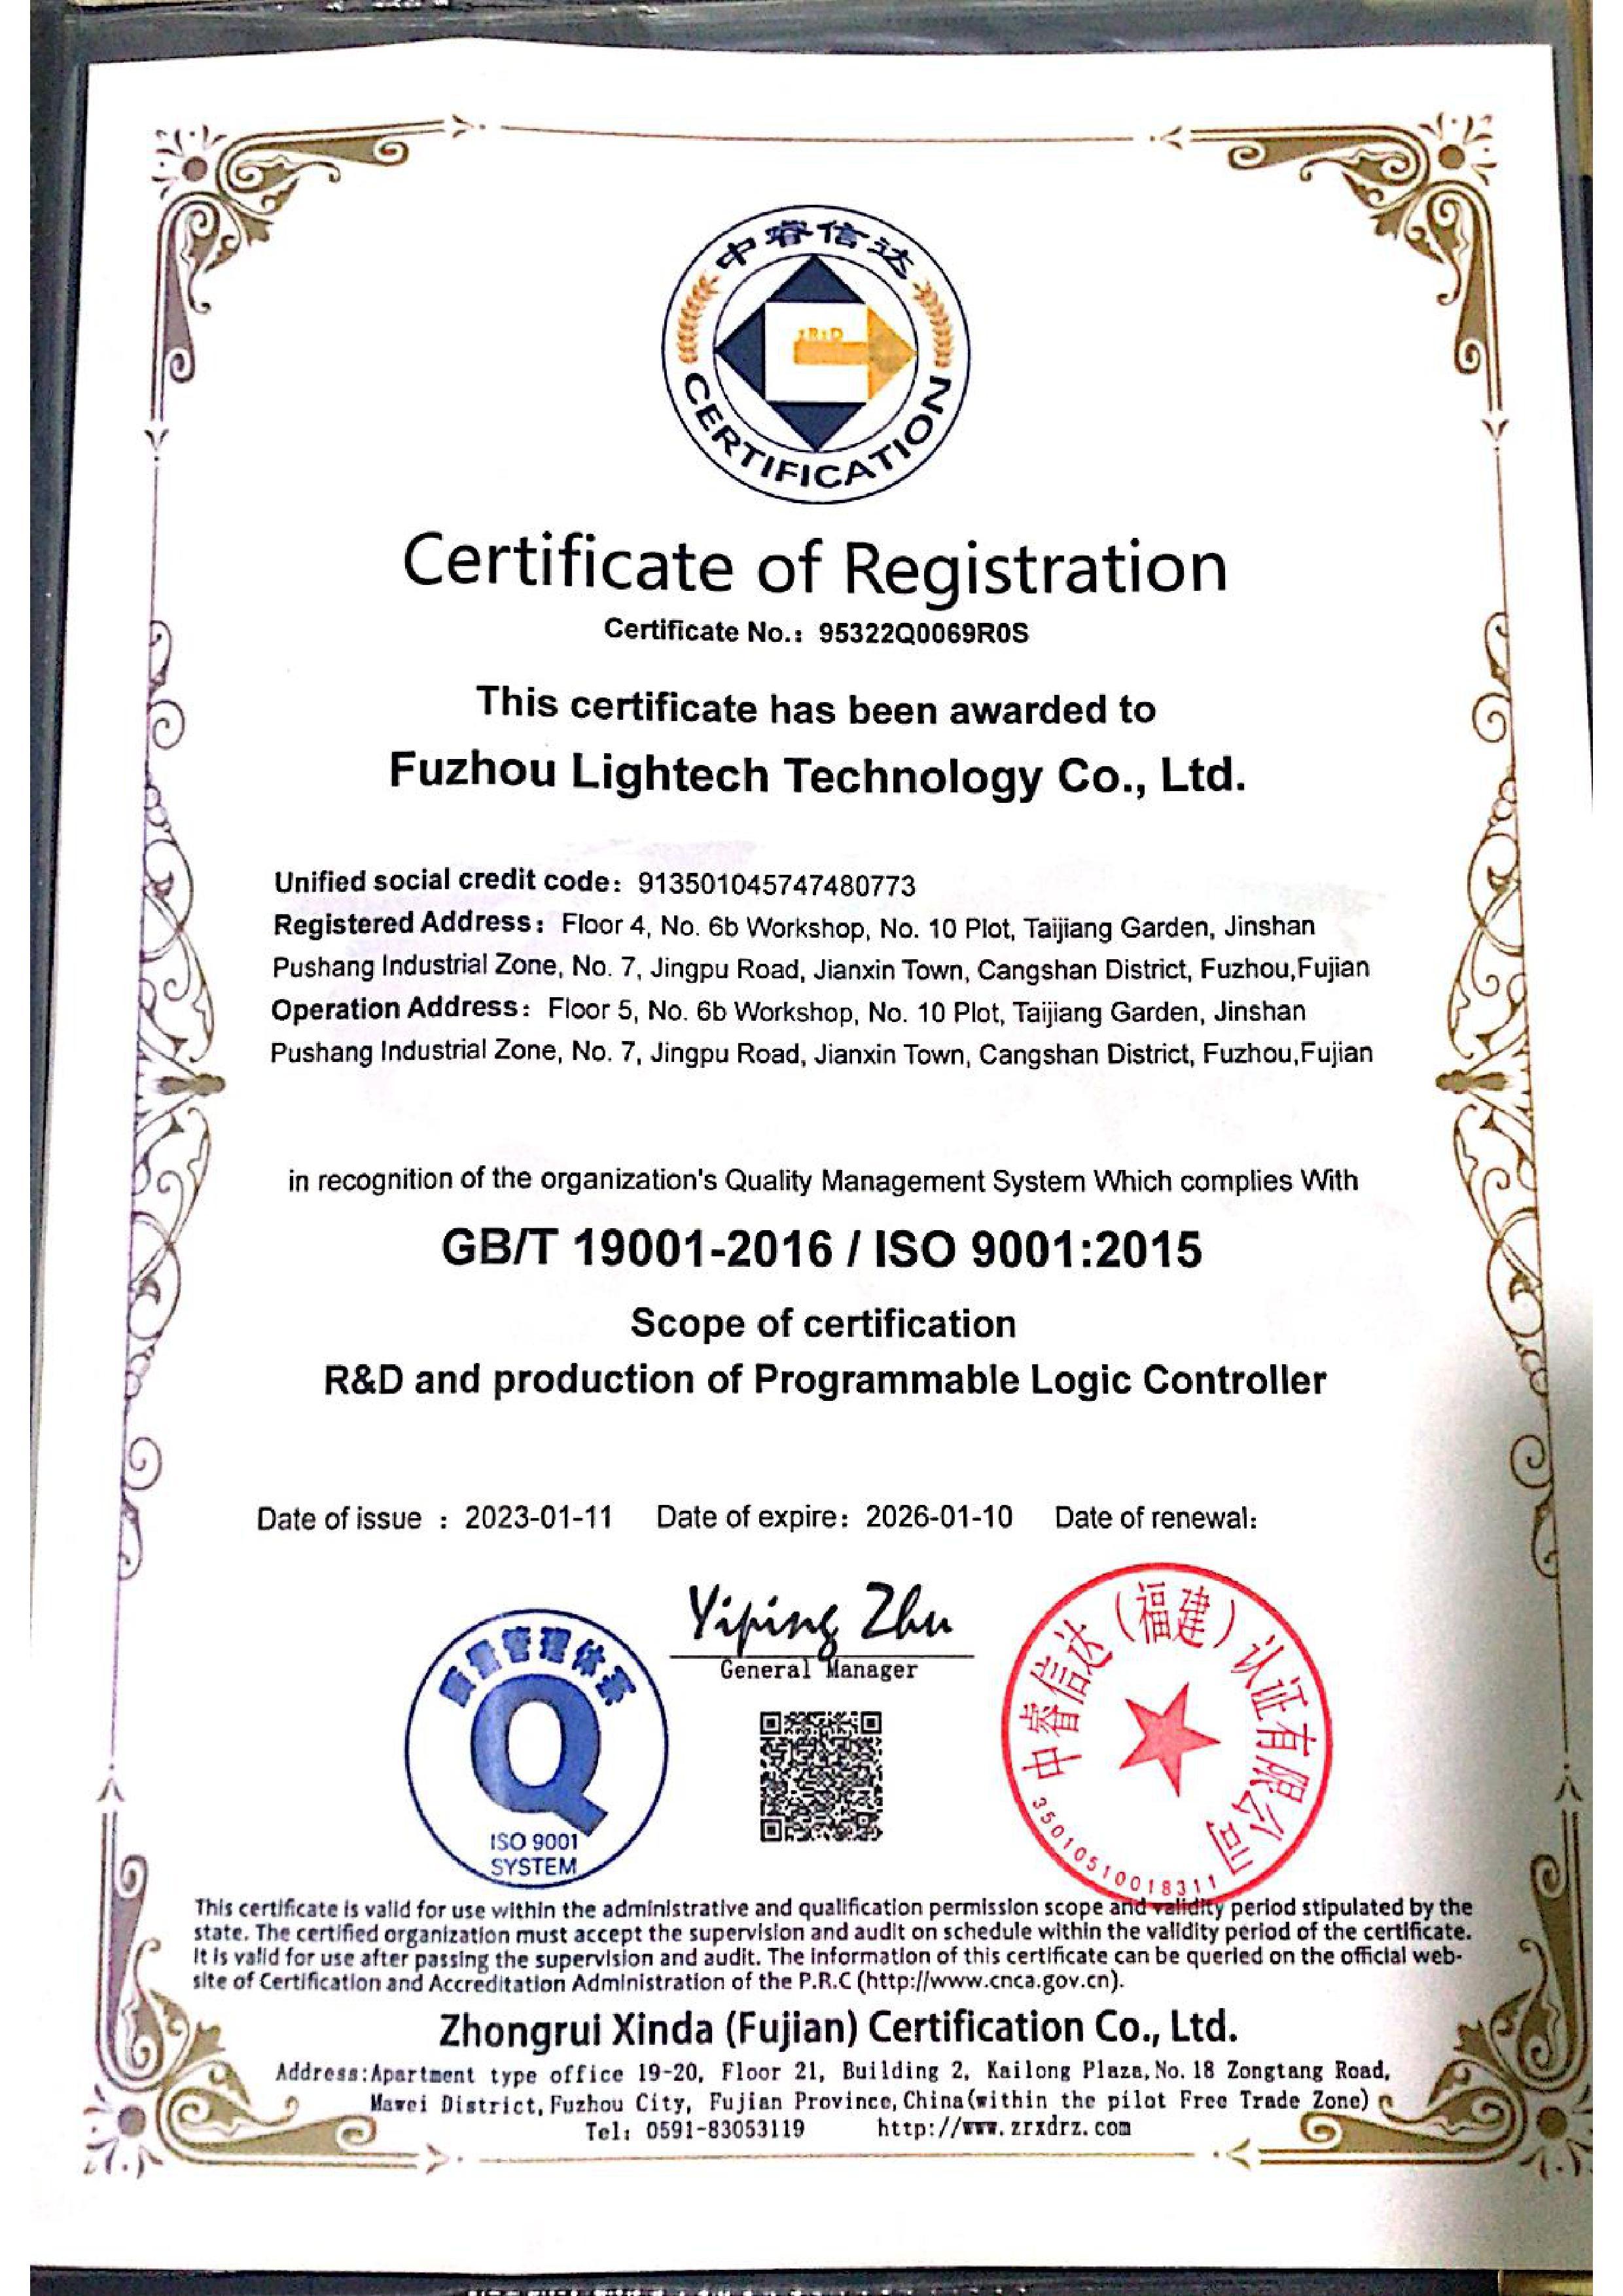 中睿信达
ZRXD
CERTIFICATION
Certificate of Registration
Certificate No.: 95322Q0069R0S
This certificate has been awarded to
Fuzhou Lightech Technology Co., Ltd.
Unified social credit code: 913501045747480773
Registered Address: Floor 4, No. 6b Workshop, No. 10 Plot, Taijiang Garden, Jinshan
Pushang Industrial Zone, No. 7, Jingpu Road, Jianxin Town, Cangshan District, Fuzhou,Fujian
Operation Address: Floor 5, No. 6b Workshop, No. 10 Plot, Taijiang Garden, Jinshan
Pushang Industrial Zone, No. 7, Jingpu Road, Jianxin Town, Cangshan District, Fuzhou,Fujian
in recognition of the organization's Quality Management System Which complies With
GB/T 19001-2016 / ISO 9001:2015
Scope of certification
R&D and production of Programmable Logic Controller
Date of issue : 2023-01-11 Date of expire: 2026-01-10 Date of renewal:
Yiping Zhu
General Manager
质量管理体系
Q
ISO 9001
SYSTEM
中睿信达（福建）认证有限公司
35010510018311
This certificate is valid for use within the administrative and qualification permission scope and validity period stipulated by the
state. The certified organization must accept the supervision and audit on schedule within the validity period of the certificate.
It is valid for use after passing the supervision and audit. The information of this certificate can be queried on the official web-
site of Certification and Accreditation Administration of the P.R.C (http://www.cnca.gov.cn).
Zhongrui Xinda (Fujian) Certification Co., Ltd.
Address:Apartment type office 19-20, Floor 21, Building 2, Kailong Plaza, No. 18 Zongtang Road,
Mawei District, Fuzhou City, Fujian Province, China(within the pilot Free Trade Zone)
Tel: 0591-83053119 http://www.zrxdrz.com